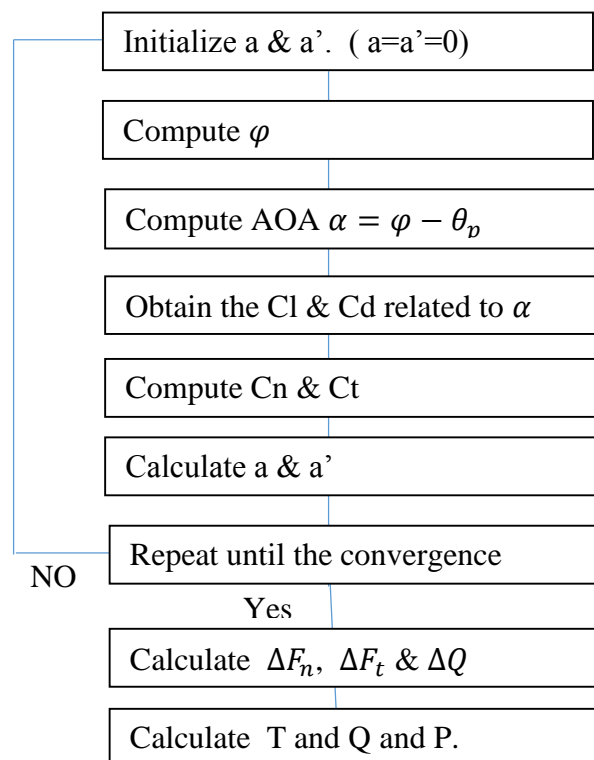 Initialize a & a’. ( a=a’=0)
Compute 𝜑
Compute AOA 𝛼 = 𝜑 − 𝜃ₚ
Obtain the Cl & Cd related to 𝛼
Compute Cn & Ct
Calculate a & a’
Repeat until the convergence
NO
Yes
Calculate Δ𝐹ₙ, Δ𝐹ₜ & Δ𝑄
Calculate T and Q and P.